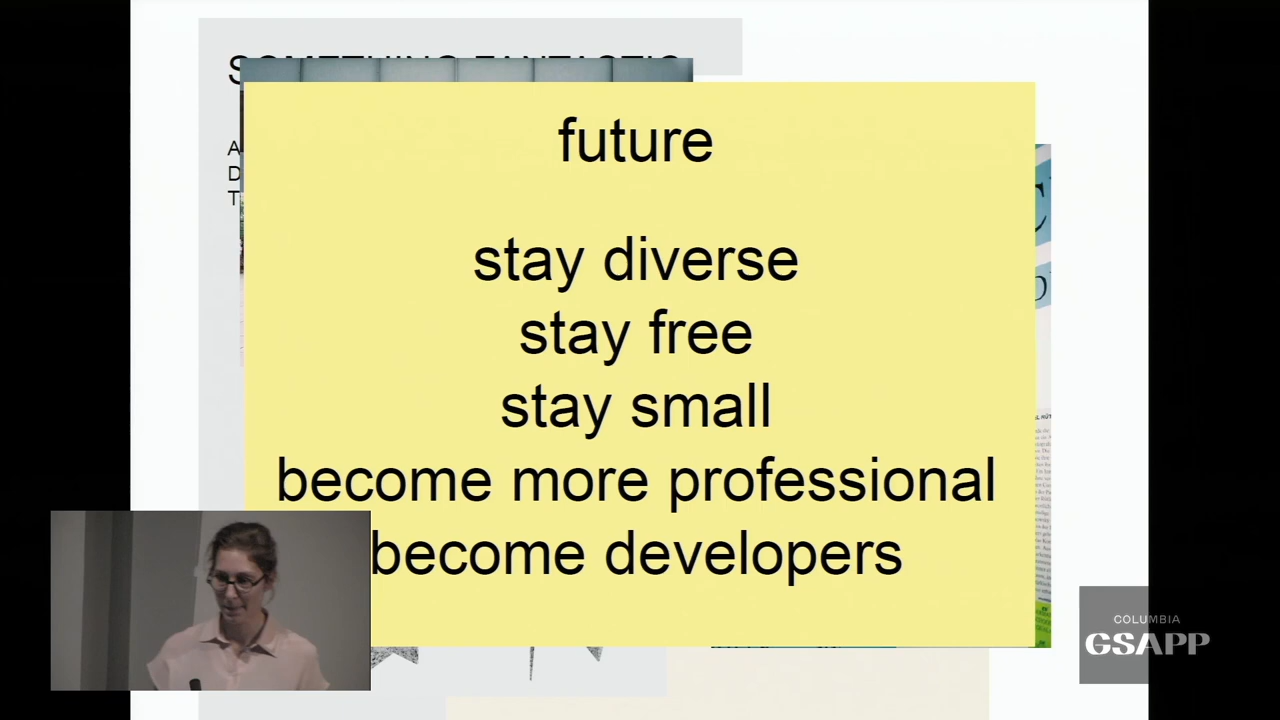 future
stay diverse
stay free
stay small
become more professional
become developers
COLUMBIA
GSAPP